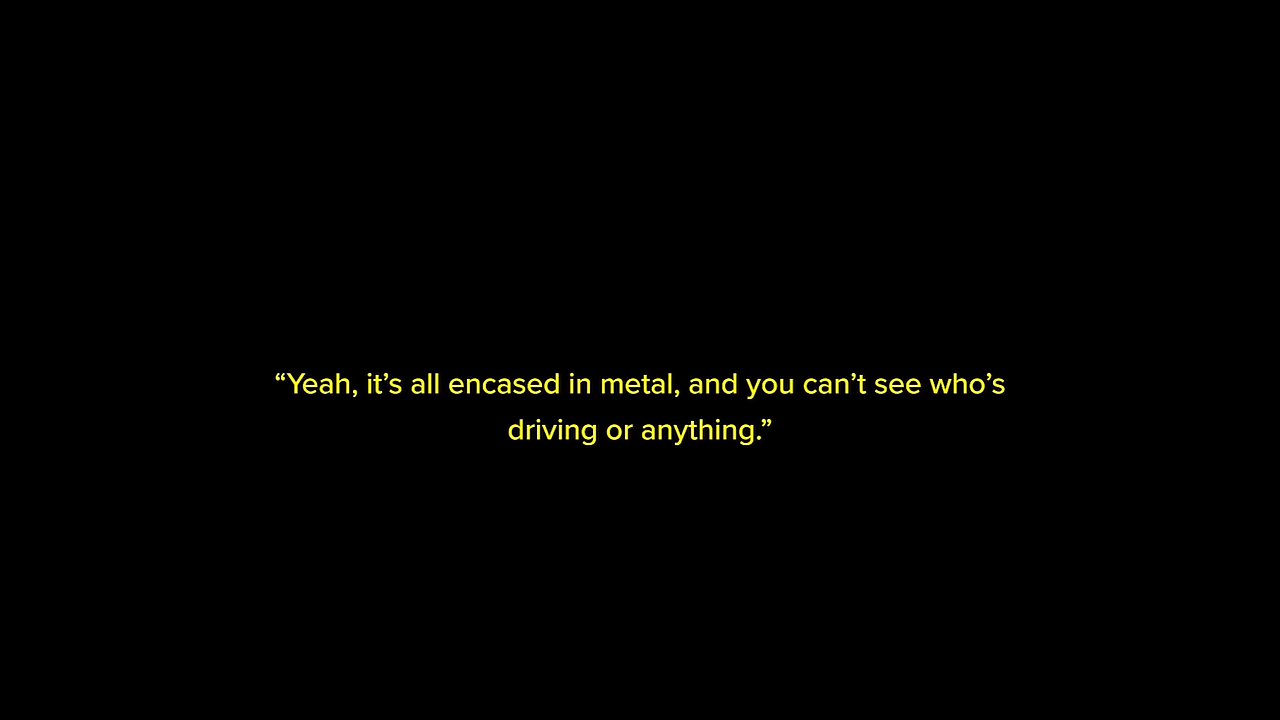 “Yeah, it’s all encased in metal, and you can’t see who’s
driving or anything.”